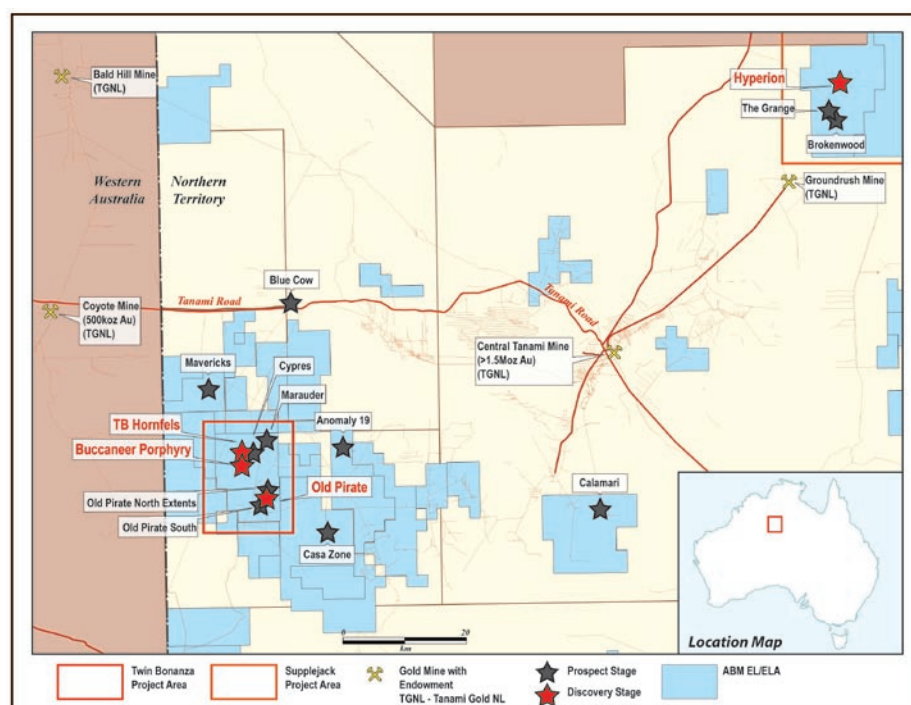 Bald Hill Mine
(TGNL)
Hyperion
The Grange
Brokenwood
Western
Australia
Northern
Territory
Groundrush Mine
(TGNL)
Blue Cow
Tanami Road
Tanami
Road
Coyote Mine
(500koz Au)
(TGNL)
Central Tanami Mine
(>1.5Moz Au)
(TGNL)
Mavericks
Cypres
Marauder
TB Hornfels
Anomaly 19
Buccaneer Porphyry
Old Pirate North Extents
Old Pirate
Old Pirate South
Casa Zone
Calamari
0
20
km
Location Map
Twin Bonanza
Project Area
Supplejack
Project Area
Gold Mine with
Endowment
TGNL - Tanami Gold NL
Prospect Stage
Discovery Stage
ABM EL/ELA